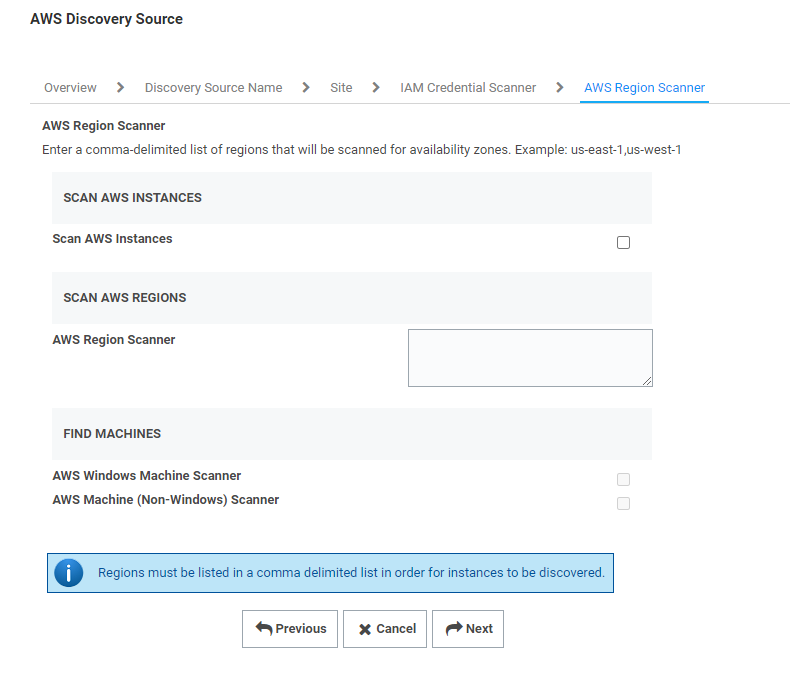 AWS Discovery Source
Overview > Discovery Source Name > Site > IAM Credential Scanner > AWS Region Scanner
AWS Region Scanner
Enter a comma-delimited list of regions that will be scanned for availability zones. Example: us-east-1,us-west-1
SCAN AWS INSTANCES
Scan AWS Instances
SCAN AWS REGIONS
AWS Region Scanner
FIND MACHINES
AWS Windows Machine Scanner
AWS Machine (Non-Windows) Scanner
Regions must be listed in a comma delimited list in order for instances to be discovered.
Previous Cancel Next